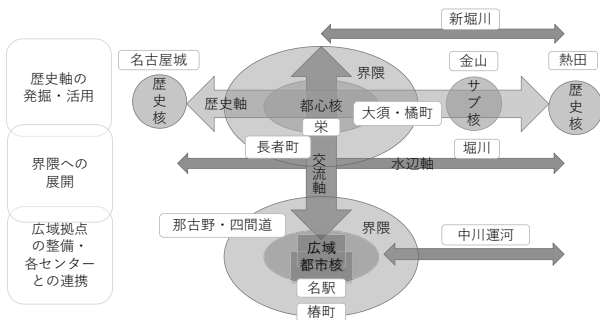 新堀川
名古屋城
界隈
金山
熱田
歴史軸の
発掘・活用
歴史核
歴史軸
都心核
大須・橘町
サブ核
歴史核
栄
長者町
堀川
界隈への
展開
交流軸
水辺軸
広域拠点
の整備・
各センター
との連携
那古野・四間道
界隈
中川運河
広域
都市核
名駅
椿町